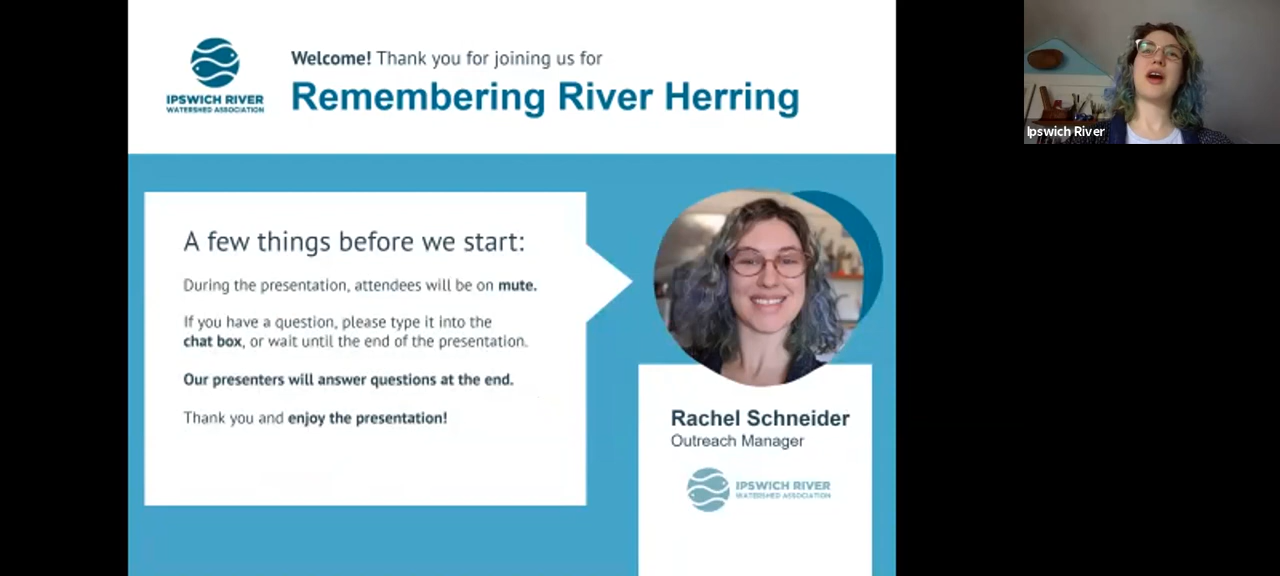 IPSWICH RIVER
WATERSHED ASSOCIATION
Welcome! Thank you for joining us for
Remembering River Herring
A few things before we start:
During the presentation, attendees will be on mute.
If you have a question, please type it into the
chat box, or wait until the end of the presentation.
Our presenters will answer questions at the end.
Thank you and enjoy the presentation!
Rachel Schneider
Outreach Manager
IPSWICH RIVER
WATERSHED ASSOCIATION
Ipswich River